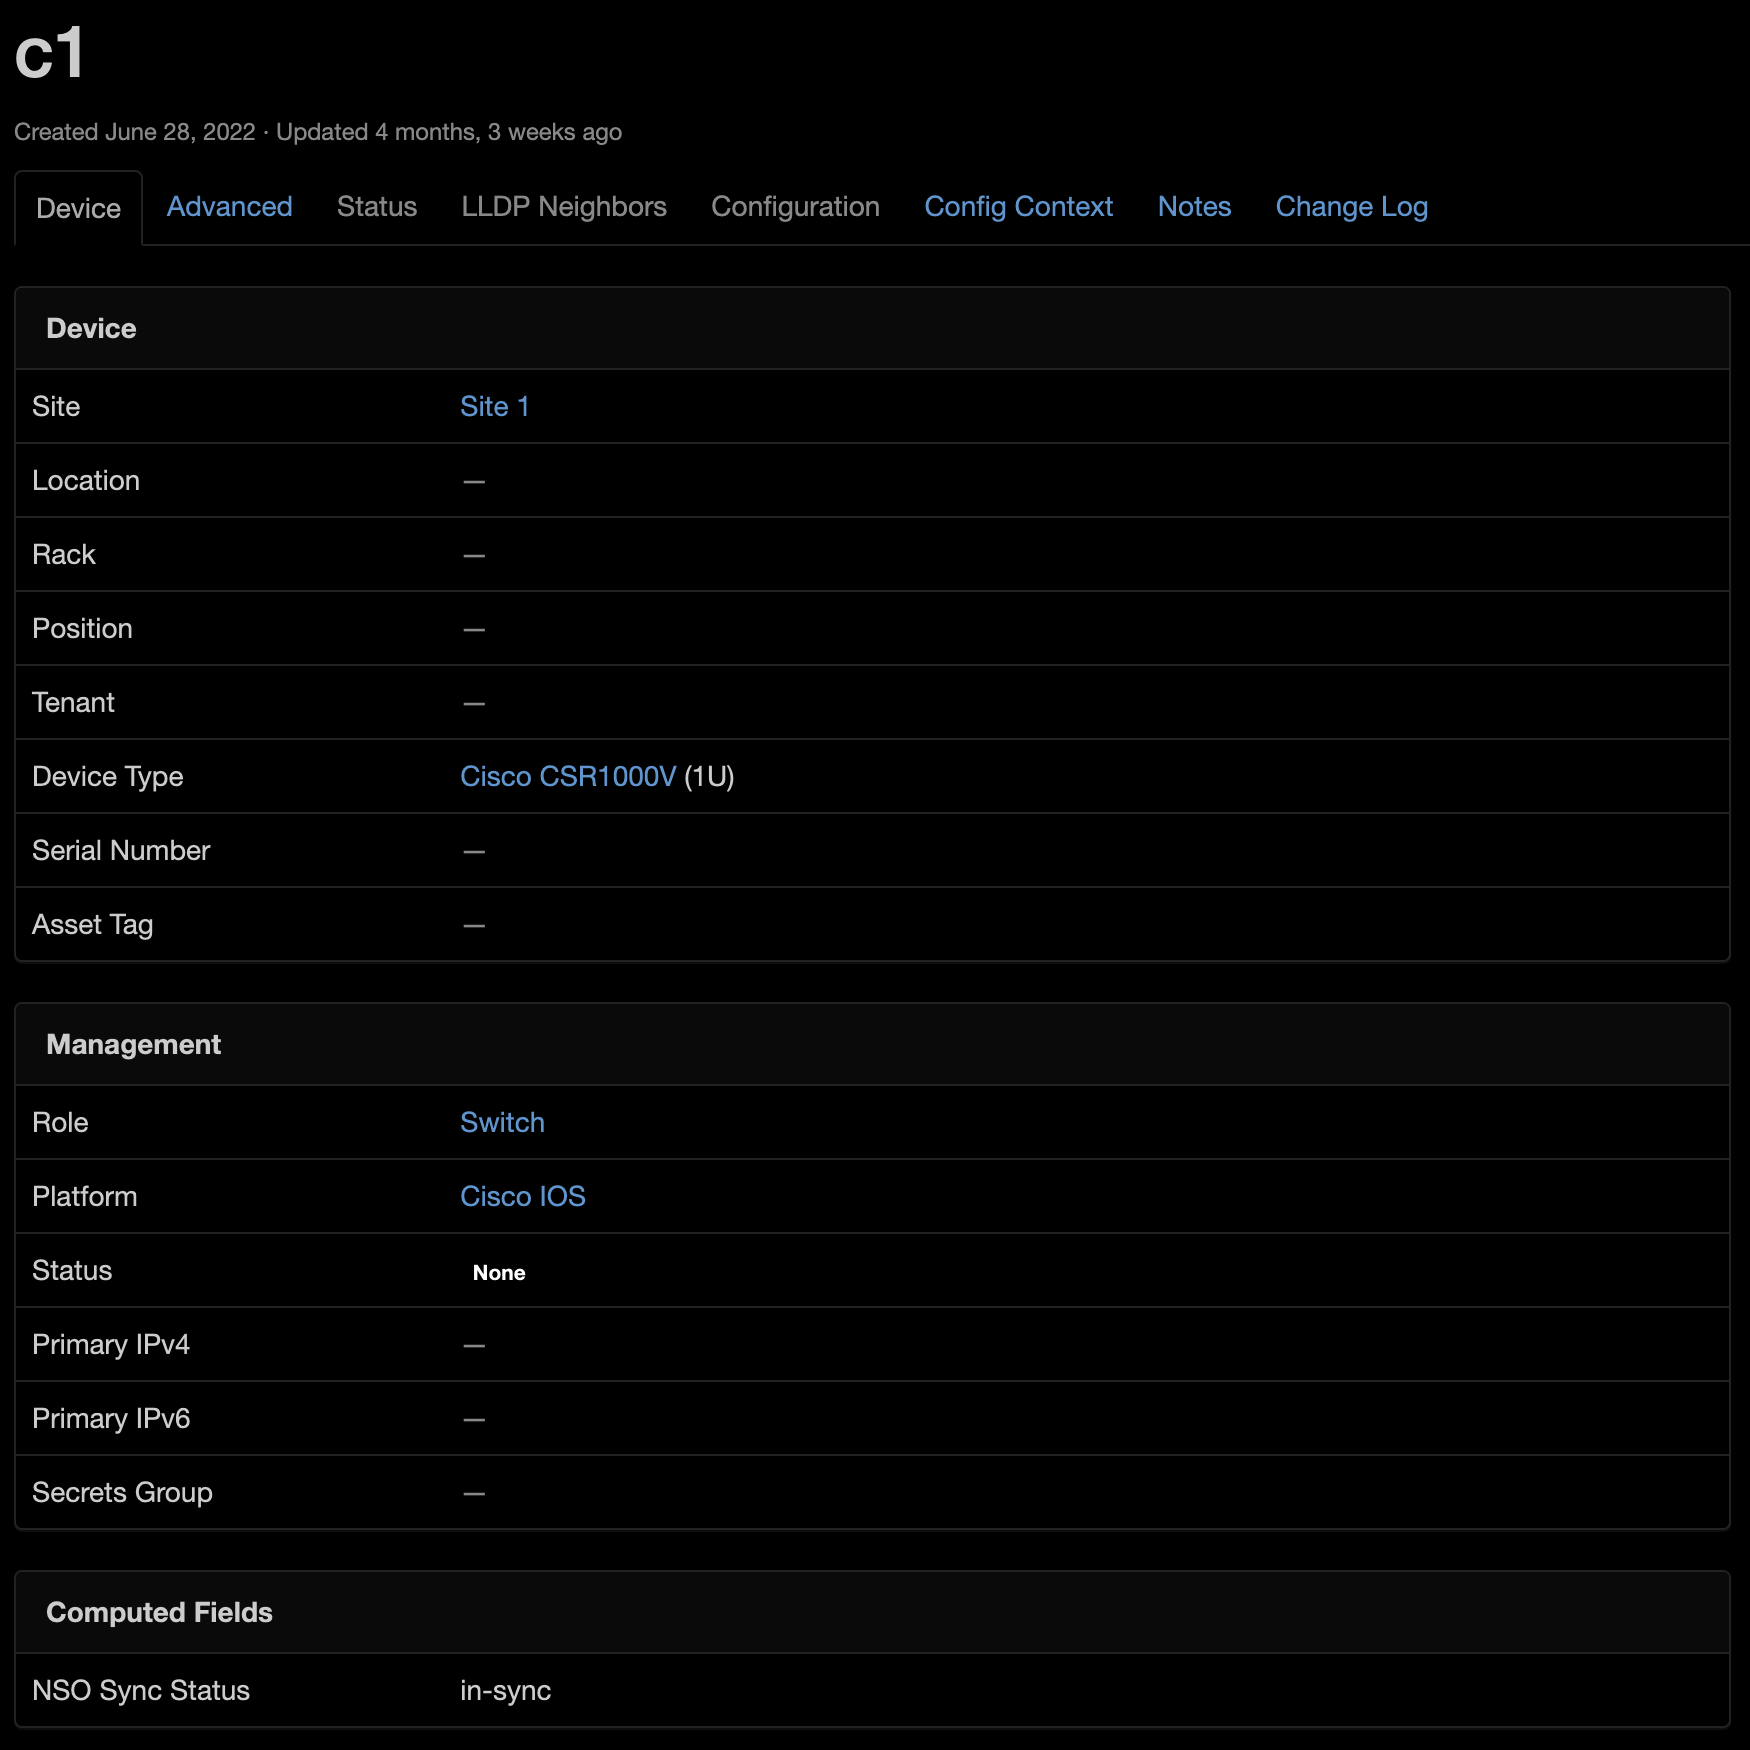 c1
Created June 28, 2022 · Updated 4 months, 3 weeks ago
Device Advanced Status LLDP Neighbors Configuration Config Context Notes Change Log
Device
Site Site 1
Location —
Rack —
Position —
Tenant —
Device Type Cisco CSR1000V (1U)
Serial Number —
Asset Tag —
Management
Role Switch
Platform Cisco IOS
Status None
Primary IPv4 —
Primary IPv6 —
Secrets Group —
Computed Fields
NSO Sync Status in-sync